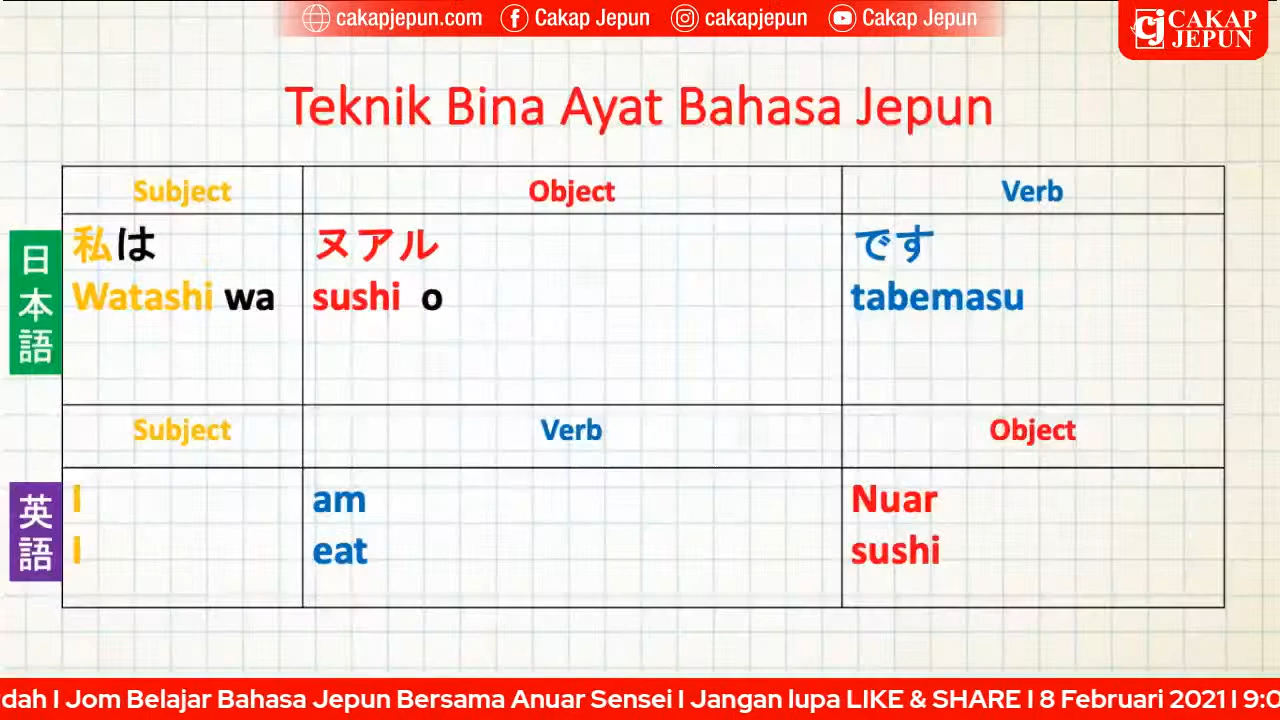 cakapjepun.com Cakap Jepun cakapjepun Cakap Jepun
CAKAP
JEPUN
Teknik Bina Ayat Bahasa Jepun
Subject Object Verb
日本語
私は ヌアル です
Watashi wa sushi o tabemasu
Subject Verb Object
英語
I am Nuar
I eat sushi
dah I Jom Belajar Bahasa Jepun Bersama Anuar Sensei I Jangan lupa LIKE & SHARE I 8 Februari 2021 I 9:0